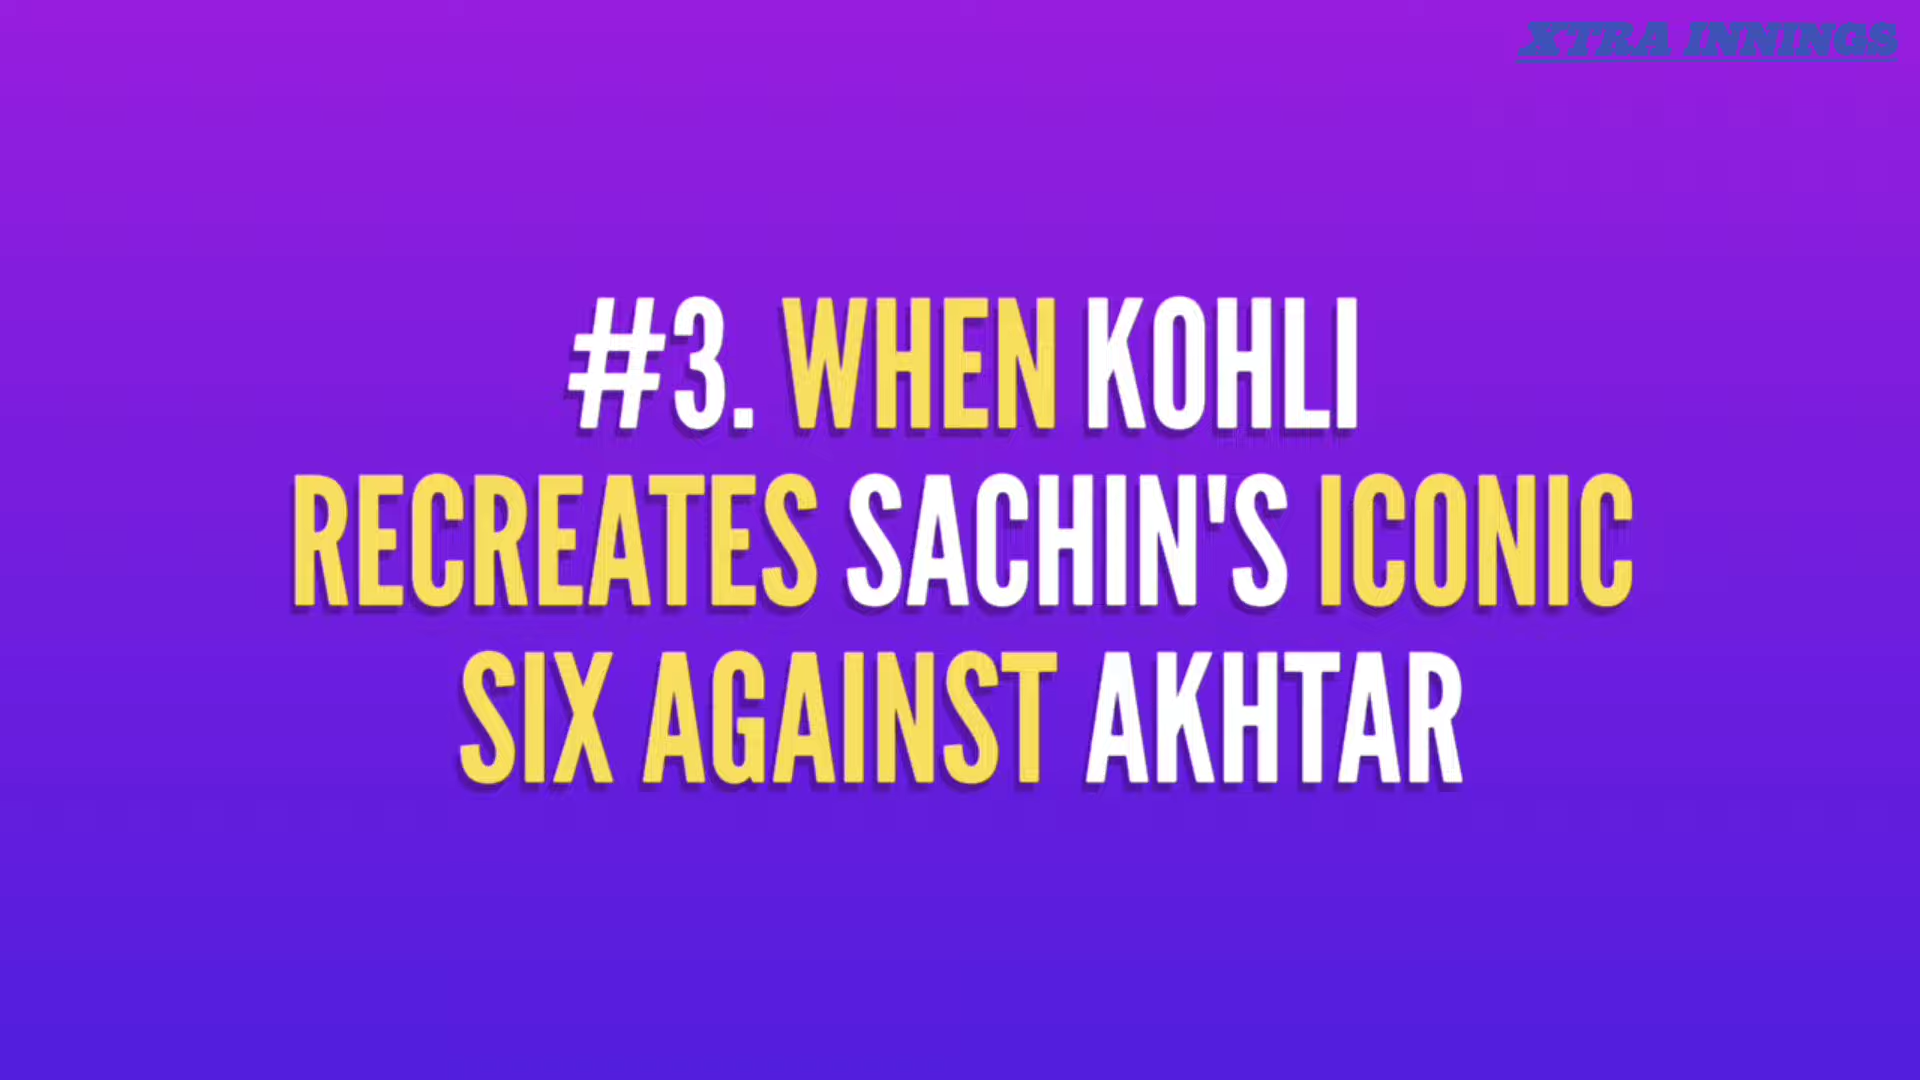 XTRA INNINGS
#3. WHEN KOHLI
RECREATES SACHIN'S ICONIC
SIX AGAINST AKHTAR